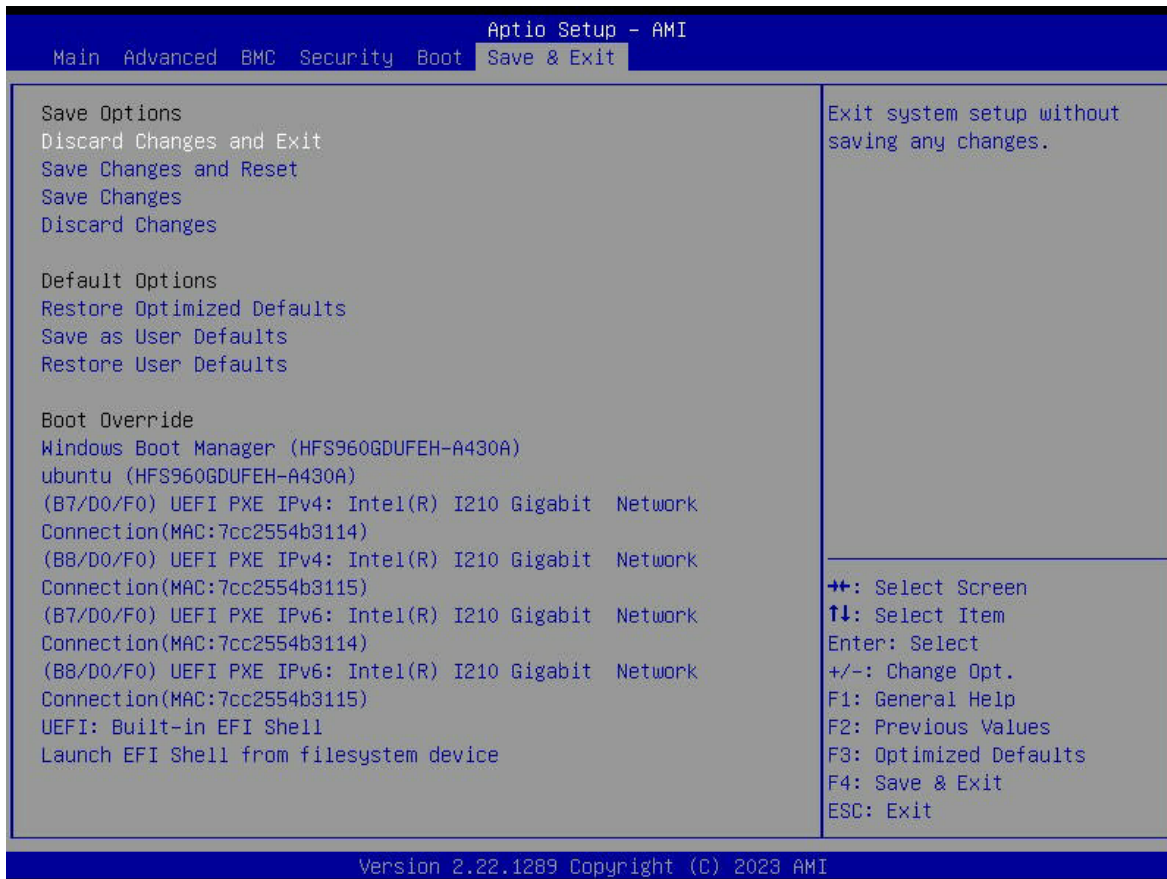 Aptio Setup – AMI
Main Advanced BMC Security Boot Save & Exit
Save Options
Discard Changes and Exit
Save Changes and Reset
Save Changes
Discard Changes
Default Options
Restore Optimized Defaults
Save as User Defaults
Restore User Defaults
Boot Override
Windows Boot Manager (HFS960GDUFEH-A430A)
ubuntu (HFS960GDUFEH-A430A)
(B7/D0/F0) UEFI PXE IPv4: Intel(R) I210 Gigabit  Network
Connection(MAC:7cc2554b3114)
(B8/D0/F0) UEFI PXE IPv4: Intel(R) I210 Gigabit  Network
Connection(MAC:7cc2554b3115)
(B7/D0/F0) UEFI PXE IPv6: Intel(R) I210 Gigabit  Network
Connection(MAC:7cc2554b3114)
(B8/D0/F0) UEFI PXE IPv6: Intel(R) I210 Gigabit  Network
Connection(MAC:7cc2554b3115)
UEFI: Built-in EFI Shell
Launch EFI Shell from filesystem device
Exit system setup without
saving any changes.
→←: Select Screen
↑↓: Select Item
Enter: Select
+/-: Change Opt.
F1: General Help
F2: Previous Values
F3: Optimized Defaults
F4: Save & Exit
ESC: Exit
Version 2.22.1289 Copyright (C) 2023 AMI